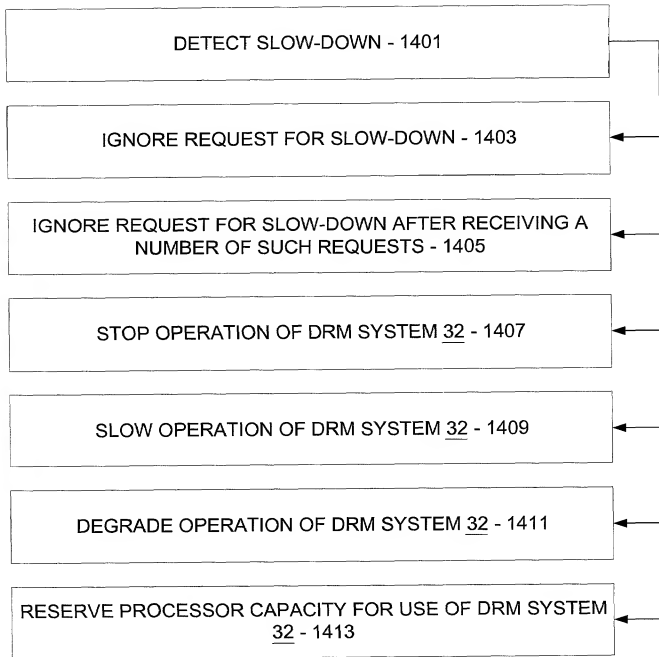 DETECT SLOW-DOWN - 1401
IGNORE REQUEST FOR SLOW-DOWN - 1403
IGNORE REQUEST FOR SLOW-DOWN AFTER RECEIVING A
NUMBER OF SUCH REQUESTS - 1405
STOP OPERATION OF DRM SYSTEM 32 - 1407
SLOW OPERATION OF DRM SYSTEM 32 - 1409
DEGRADE OPERATION OF DRM SYSTEM 32 - 1411
RESERVE PROCESSOR CAPACITY FOR USE OF DRM SYSTEM
32 - 1413